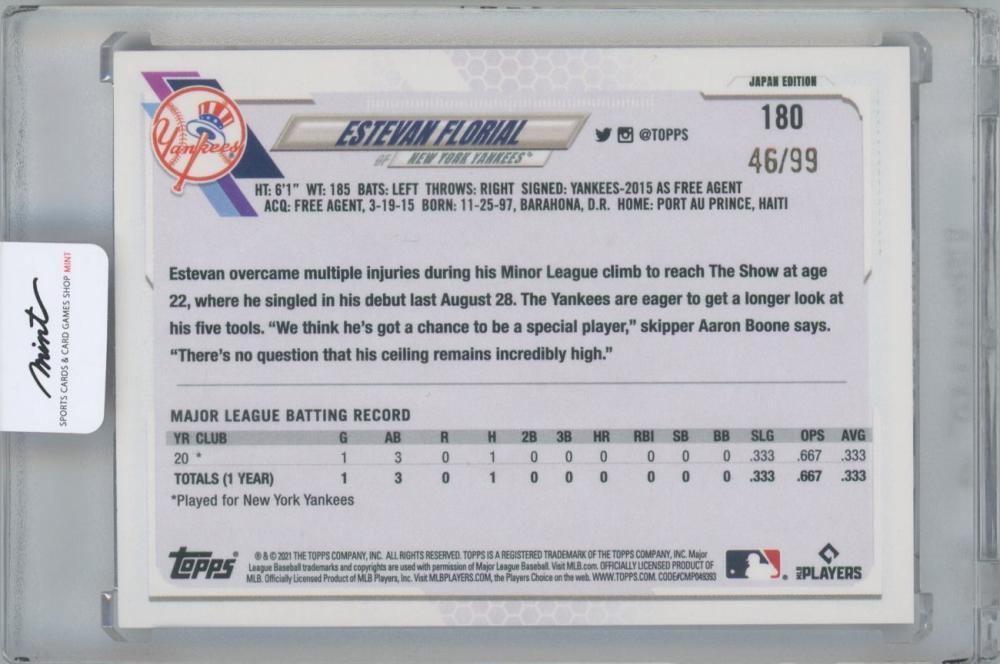 JAPAN EDITION
180
46/99
Yankees
ESTEVAN FLORIAL
@TOPPS
OF NEW YORK YANKEES®
HT: 6'1" WT: 185 BATS: LEFT THROWS: RIGHT SIGNED: YANKEES-2015 AS FREE AGENT
ACQ: FREE AGENT, 3-19-15 BORN: 11-25-97, BARAHONA, D.R. HOME: PORT AU PRINCE, HAITI
Estevan overcame multiple injuries during his Minor League climb to reach The Show at age
22, where he singled in his debut last August 28. The Yankees are eager to get a longer look at
his five tools. “We think he’s got a chance to be a special player,” skipper Aaron Boone says.
“There’s no question that his ceiling remains incredibly high.”
MAJOR LEAGUE BATTING RECORD
YR CLUB G AB R H 2B 3B HR RBI SB BB SLG OPS AVG
20 * 1 3 0 1 0 0 0 0 0 0 .333 .667 .333
TOTALS (1 YEAR) 1 3 0 1 0 0 0 0 0 0 .333 .667 .333
*Played for New York Yankees
Topps®
® & © 2021 THE TOPPS COMPANY, INC. ALL RIGHTS RESERVED. TOPPS IS A REGISTERED TRADEMARK OF THE TOPPS COMPANY, INC. Major
League Baseball trademarks and copyrights are used with permission of Major League Baseball. Visit MLB.com. OFFICIALLY LICENSED PRODUCT OF
MLB. Officially Licensed Product of MLB Players, Inc. Visit MLBPLAYERS.COM, the Players Choice on the web. WWW.TOPPS.COM. CODE#CMP049393
MLB PLAYERS
mint
SPORTS CARDS & CARD GAMES SHOP MINT